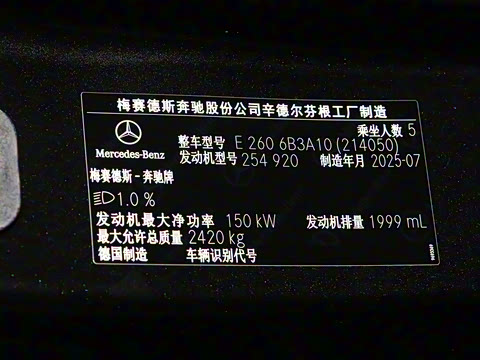 梅赛德斯奔驰股份公司辛德尔芬根工厂制造
乘坐人数 5
整车型号 E 260 6B3A10 (214050)
Mercedes-Benz 发动机型号 254 920 制造年月 2025-07
梅赛德斯-奔驰牌
1.0 %
发动机最大净功率 150 kW 发动机排量 1999 mL
最大允许总质量 2420 kg
德国制造 车辆识别代号